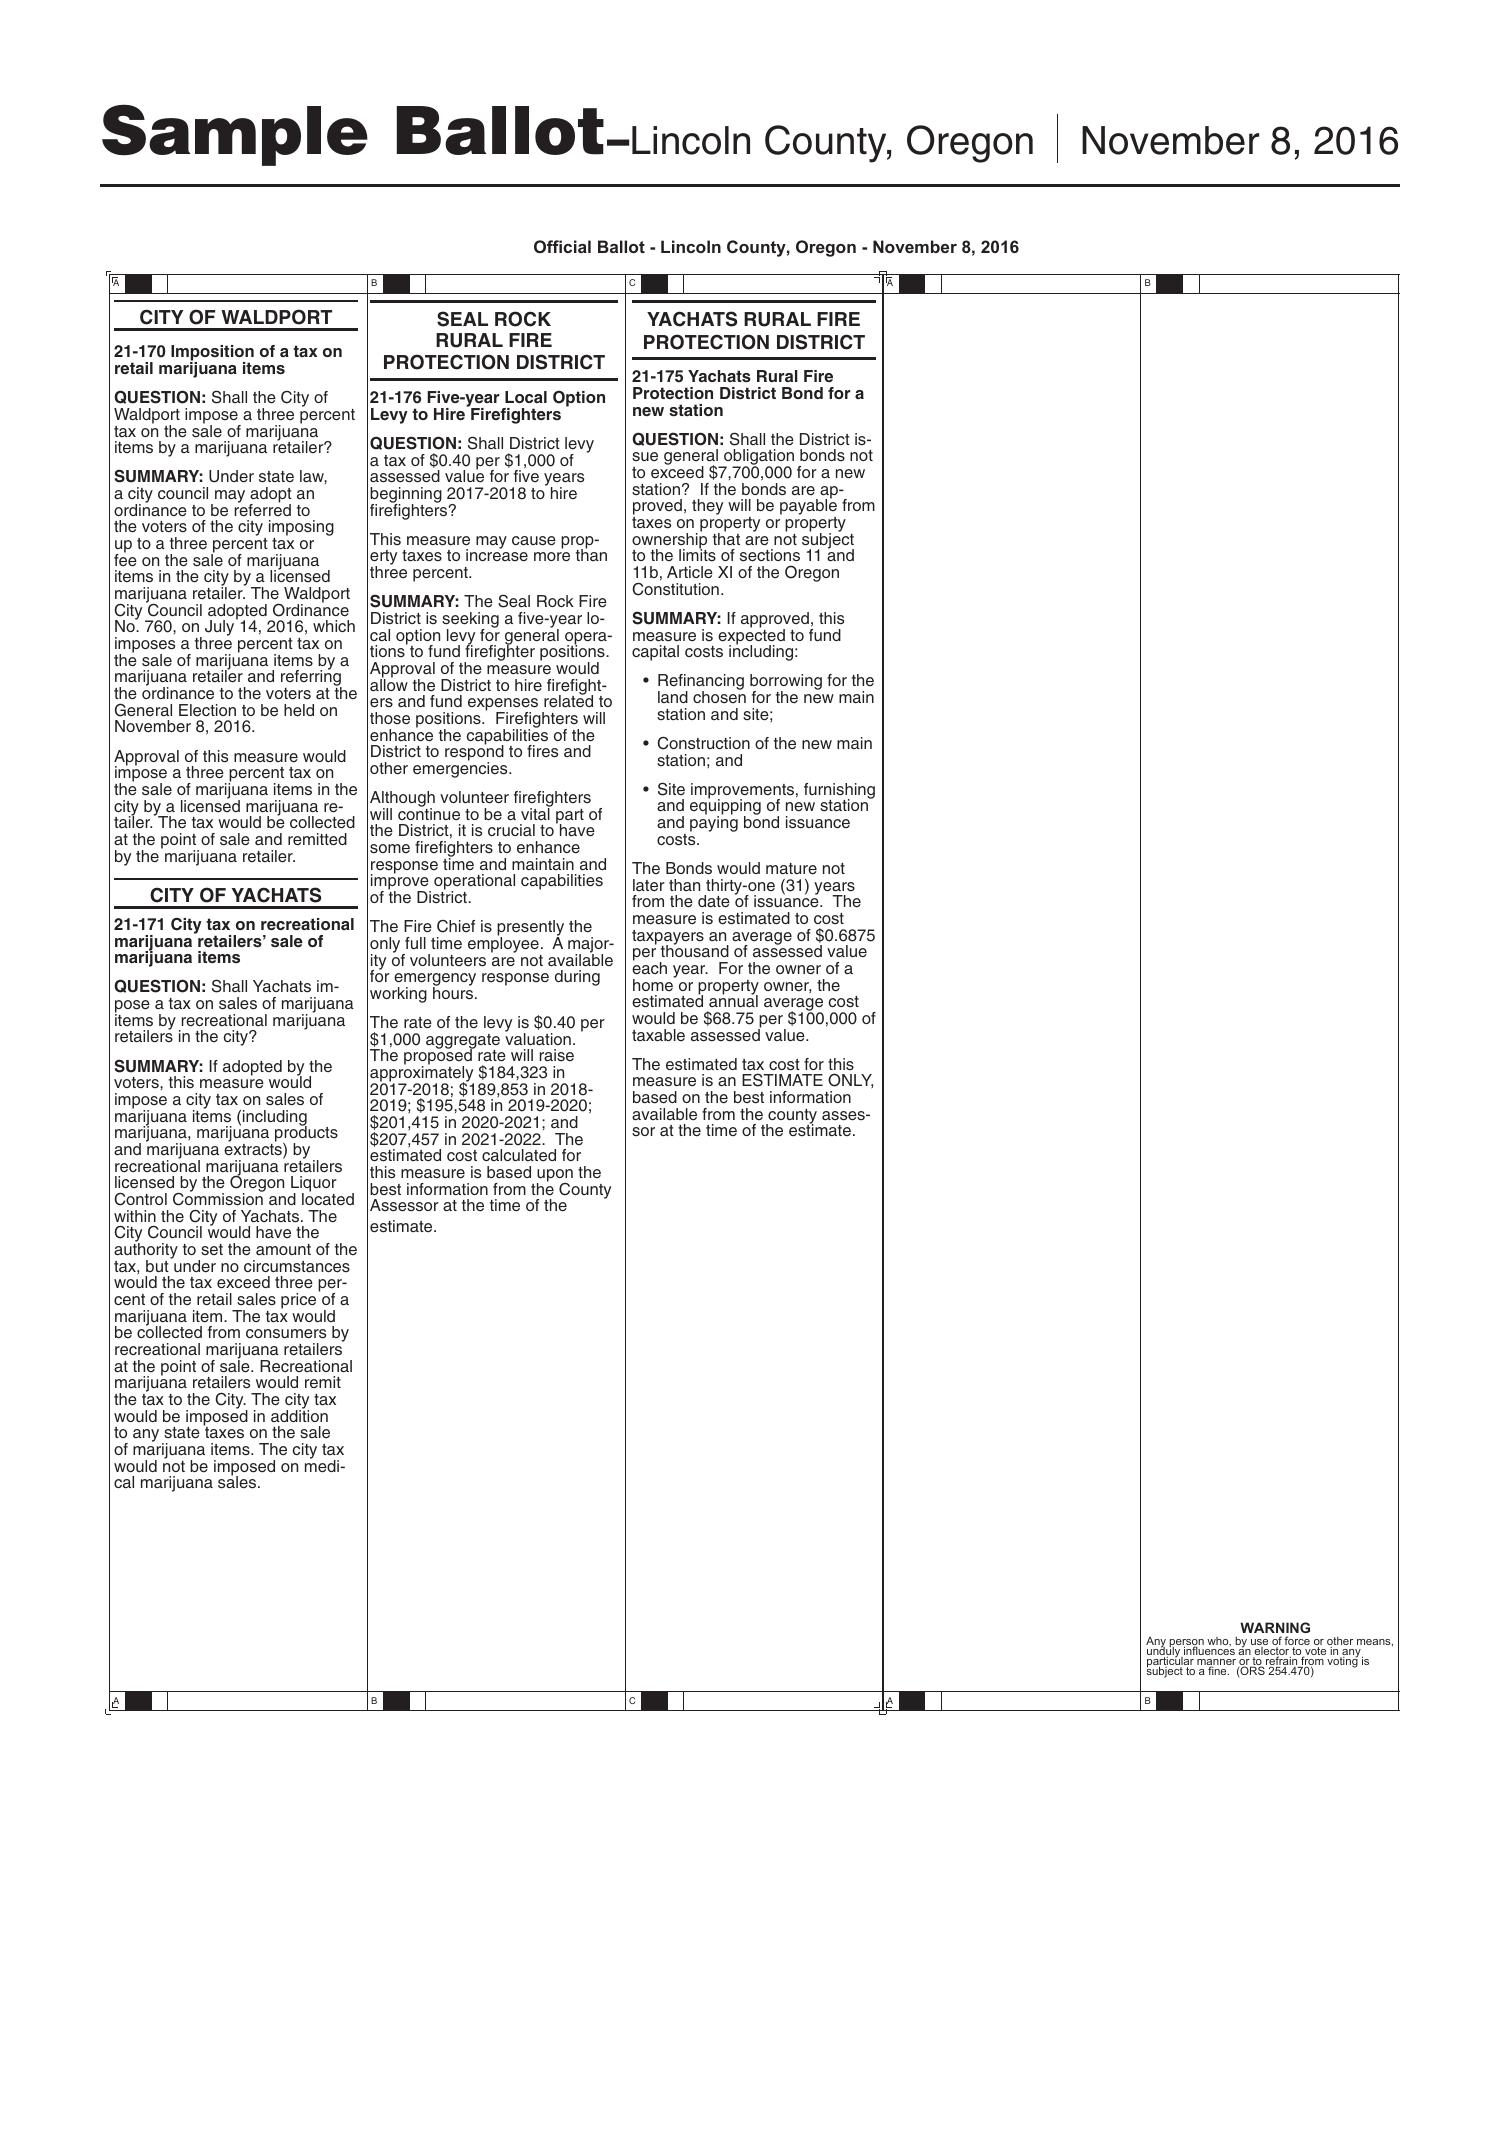 Sample Ballot–Lincoln County, Oregon | November 8, 2016
Official Ballot - Lincoln County, Oregon - November 8, 2016
A
B
C
A
B
CITY OF WALDPORT
21-170 Imposition of a tax on
retail marijuana items
QUESTION: Shall the City of
Waldport impose a three percent
tax on the sale of marijuana
items by a marijuana retailer?
SUMMARY: Under state law,
a city council may adopt an
ordinance to be referred to
the voters of the city imposing
up to a three percent tax or
fee on the sale of marijuana
items in the city by a licensed
marijuana retailer. The Waldport
City Council adopted Ordinance
No. 760, on July 14, 2016, which
imposes a three percent tax on
the sale of marijuana items by a
marijuana retailer and referring
the ordinance to the voters at the
General Election to be held on
November 8, 2016.
Approval of this measure would
impose a three percent tax on
the sale of marijuana items in the
city by a licensed marijuana re-
tailer. The tax would be collected
at the point of sale and remitted
by the marijuana retailer.
CITY OF YACHATS
21-171 City tax on recreational
marijuana retailers’ sale of
marijuana items
QUESTION: Shall Yachats im-
pose a tax on sales of marijuana
items by recreational marijuana
retailers in the city?
SUMMARY: If adopted by the
voters, this measure would
impose a city tax on sales of
marijuana items (including
marijuana, marijuana products
and marijuana extracts) by
recreational marijuana retailers
licensed by the Oregon Liquor
Control Commission and located
within the City of Yachats. The
City Council would have the
authority to set the amount of the
tax, but under no circumstances
would the tax exceed three per-
cent of the retail sales price of a
marijuana item. The tax would
be collected from consumers by
recreational marijuana retailers
at the point of sale. Recreational
marijuana retailers would remit
the tax to the City. The city tax
would be imposed in addition
to any state taxes on the sale
of marijuana items. The city tax
would not be imposed on medi-
cal marijuana sales.
SEAL ROCK
RURAL FIRE
PROTECTION DISTRICT
21-176 Five-year Local Option
Levy to Hire Firefighters
QUESTION: Shall District levy
a tax of $0.40 per $1,000 of
assessed value for five years
beginning 2017-2018 to hire
firefighters?
This measure may cause prop-
erty taxes to increase more than
three percent.
SUMMARY: The Seal Rock Fire
District is seeking a five-year lo-
cal option levy for general opera-
tions to fund firefighter positions.
Approval of the measure would
allow the District to hire firefight-
ers and fund expenses related to
those positions.  Firefighters will
enhance the capabilities of the
District to respond to fires and
other emergencies.
Although volunteer firefighters
will continue to be a vital part of
the District, it is crucial to have
some firefighters to enhance
response time and maintain and
improve operational capabilities
of the District.
The Fire Chief is presently the
only full time employee.  A major-
ity of volunteers are not available
for emergency response during
working hours.
The rate of the levy is $0.40 per
$1,000 aggregate valuation.
The proposed rate will raise
approximately $184,323 in
2017-2018; $189,853 in 2018-
2019; $195,548 in 2019-2020;
$201,415 in 2020-2021; and
$207,457 in 2021-2022.  The
estimated cost calculated for
this measure is based upon the
best information from the County
Assessor at the time of the
estimate.
YACHATS RURAL FIRE
PROTECTION DISTRICT
21-175 Yachats Rural Fire
Protection District Bond for a
new station
QUESTION: Shall the District is-
sue general obligation bonds not
to exceed $7,700,000 for a new
station?  If the bonds are ap-
proved, they will be payable from
taxes on property or property
ownership that are not subject
to the limits of sections 11 and
11b, Article XI of the Oregon
Constitution.
SUMMARY: If approved, this
measure is expected to fund
capital costs including:
• Refinancing borrowing for the
land chosen for the new main
station and site;
• Construction of the new main
station; and
• Site improvements, furnishing
and equipping of new station
and paying bond issuance
costs.
The Bonds would mature not
later than thirty-one (31) years
from the date of issuance.  The
measure is estimated to cost
taxpayers an average of $0.6875
per thousand of assessed value
each year.  For the owner of a
home or property owner, the
estimated annual average cost
would be $68.75 per $100,000 of
taxable assessed value.
The estimated tax cost for this
measure is an ESTIMATE ONLY,
based on the best information
available from the county asses-
sor at the time of the estimate.
WARNING
Any person who, by use of force or other means,
unduly influences an elector to vote in any
particular manner or to refrain from voting is
subject to a fine.  (ORS 254.470)
A
B
C
A
B